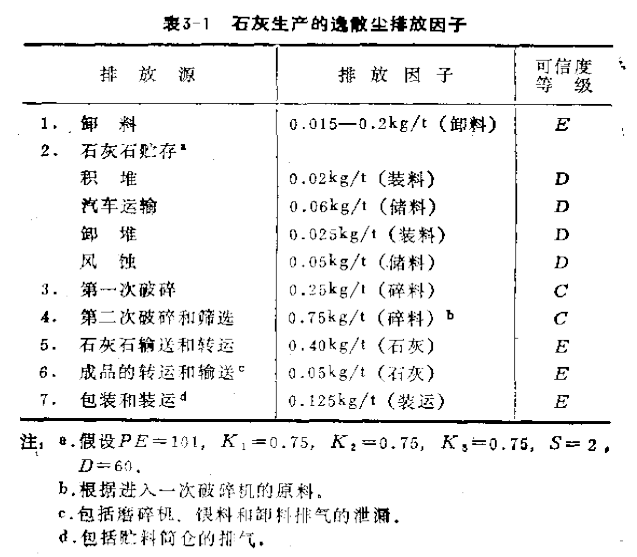 表3-1 石灰生产的逸散尘排放因子
排放源 排放因子 可信度等级
1. 卸料 0.015—0.2kg/t(卸料) E
2. 石灰石贮存a
积堆 0.02kg/t(装料) D
汽车运输 0.06kg/t(储料) D
卸堆 0.025kg/t(装料) D
风蚀 0.05kg/t(储料) D
3. 第一次破碎 0.25kg/t(碎料) C
4. 第二次破碎和筛选 0.75kg/t(碎料)b C
5. 石灰石输送和转运 0.40kg/t(石灰) E
6. 成品的转运和输送c 0.05kg/t(石灰) E
7. 包装和装运d 0.125kg/t(装运) E
注: a.假设PE=101, K1=0.75, K2=0.75, K3=0.75, S=2,
D=60.
b.根据进入一次破碎机的原料.
c.包括磨碎机、供料和卸料排气的泄漏.
d.包括贮料筒仓的排气.